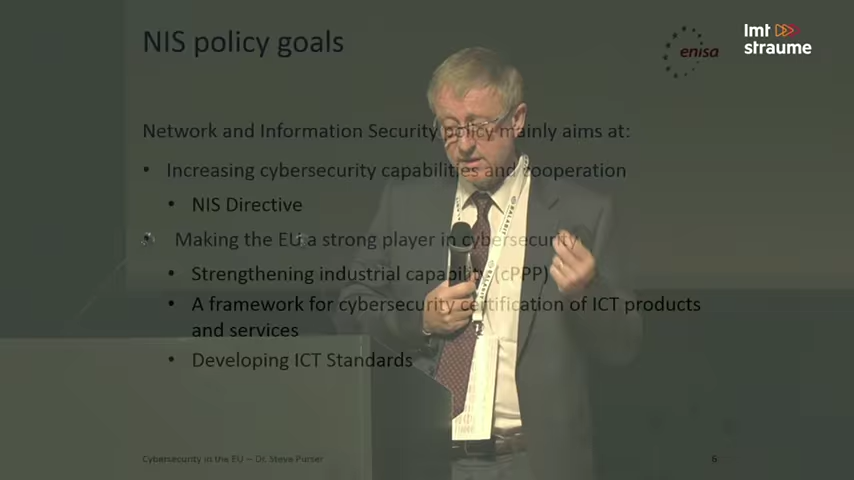 NIS policy goals
enisa
lmt
straume
Network and Information Security policy mainly aims at:
• Increasing cybersecurity capabilities and cooperation
• NIS Directive
• Making the EU a strong player in cybersecurity
• Strengthening industrial capability (cPPP)
• A framework for cybersecurity certification of ICT products
and services
• Developing ICT Standards
BALABIT
Cybersecurity in the EU – Dr. Steve Purser
6